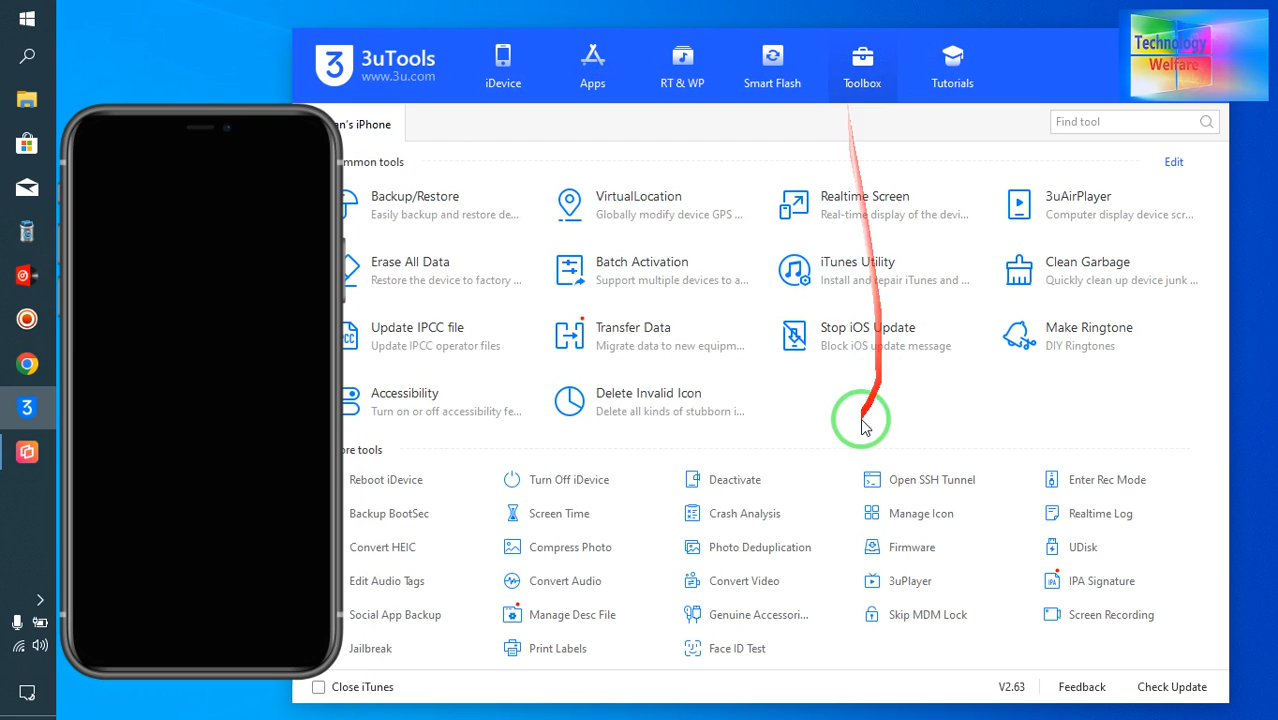 3uTools
www.3u.com
iDevice
Apps
RT & WP
Smart Flash
Toolbox
Tutorials
Technology
Welfare
an's iPhone
Find tool
mmon tools
Edit
Backup/Restore
Easily backup and restore de...
VirtualLocation
Globally modify device GPS ...
Realtime Screen
Real-time display of the devi...
3uAirPlayer
Computer display device scr...
Erase All Data
Restore the device to factory ...
Batch Activation
Support multiple devices to a...
iTunes Utility
Install and repair iTunes and ...
Clean Garbage
Quickly clean up device junk ...
Update IPCC file
Update IPCC operator files
Transfer Data
Migrate data to new equipm...
Stop iOS Update
Block iOS update message
Make Ringtone
DIY Ringtones
Accessibility
Turn on or off accessibility fe...
Delete Invalid Icon
Delete all kinds of stubborn i...
ore tools
Reboot iDevice
Turn Off iDevice
Deactivate
Open SSH Tunnel
Enter Rec Mode
Backup BootSec
Screen Time
Crash Analysis
Manage Icon
Realtime Log
Convert HEIC
Compress Photo
Photo Deduplication
Firmware
UDisk
Edit Audio Tags
Convert Audio
Convert Video
3uPlayer
IPA Signature
Social App Backup
Manage Desc File
Genuine Accessori...
Skip MDM Lock
Screen Recording
Jailbreak
Print Labels
Face ID Test
Close iTunes
V2.63
Feedback
Check Update